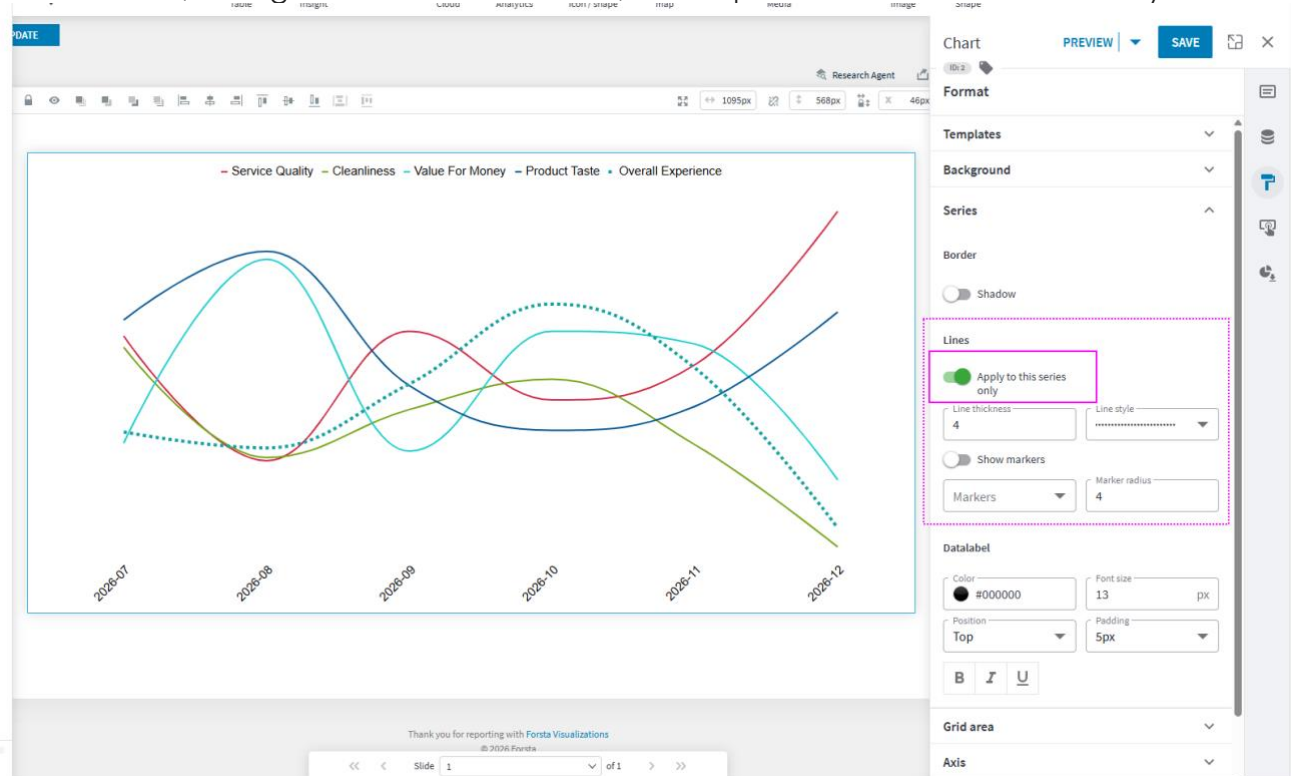 Table Insight Cloud Analytics Icon / shape map Media Image Shape
PDATE
Research Agent
1095px 568px X 46px
Service Quality Cleanliness Value For Money Product Taste Overall Experience
2026-07 2026-08 2026-09 2026-10 2026-11 2026-12
Thank you for reporting with Forsta Visualizations
© 2026 Forsta
Slide 1 of 1
Chart PREVIEW SAVE
ID: 2
Format
Templates
Background
Series
Border
Shadow
Lines
Apply to this series
only
Line thickness Line style
4
Show markers
Markers Marker radius
4
Datalabel
Color Font size
#000000 13 px
Position Padding
Top 5px
B I U
Grid area
Axis